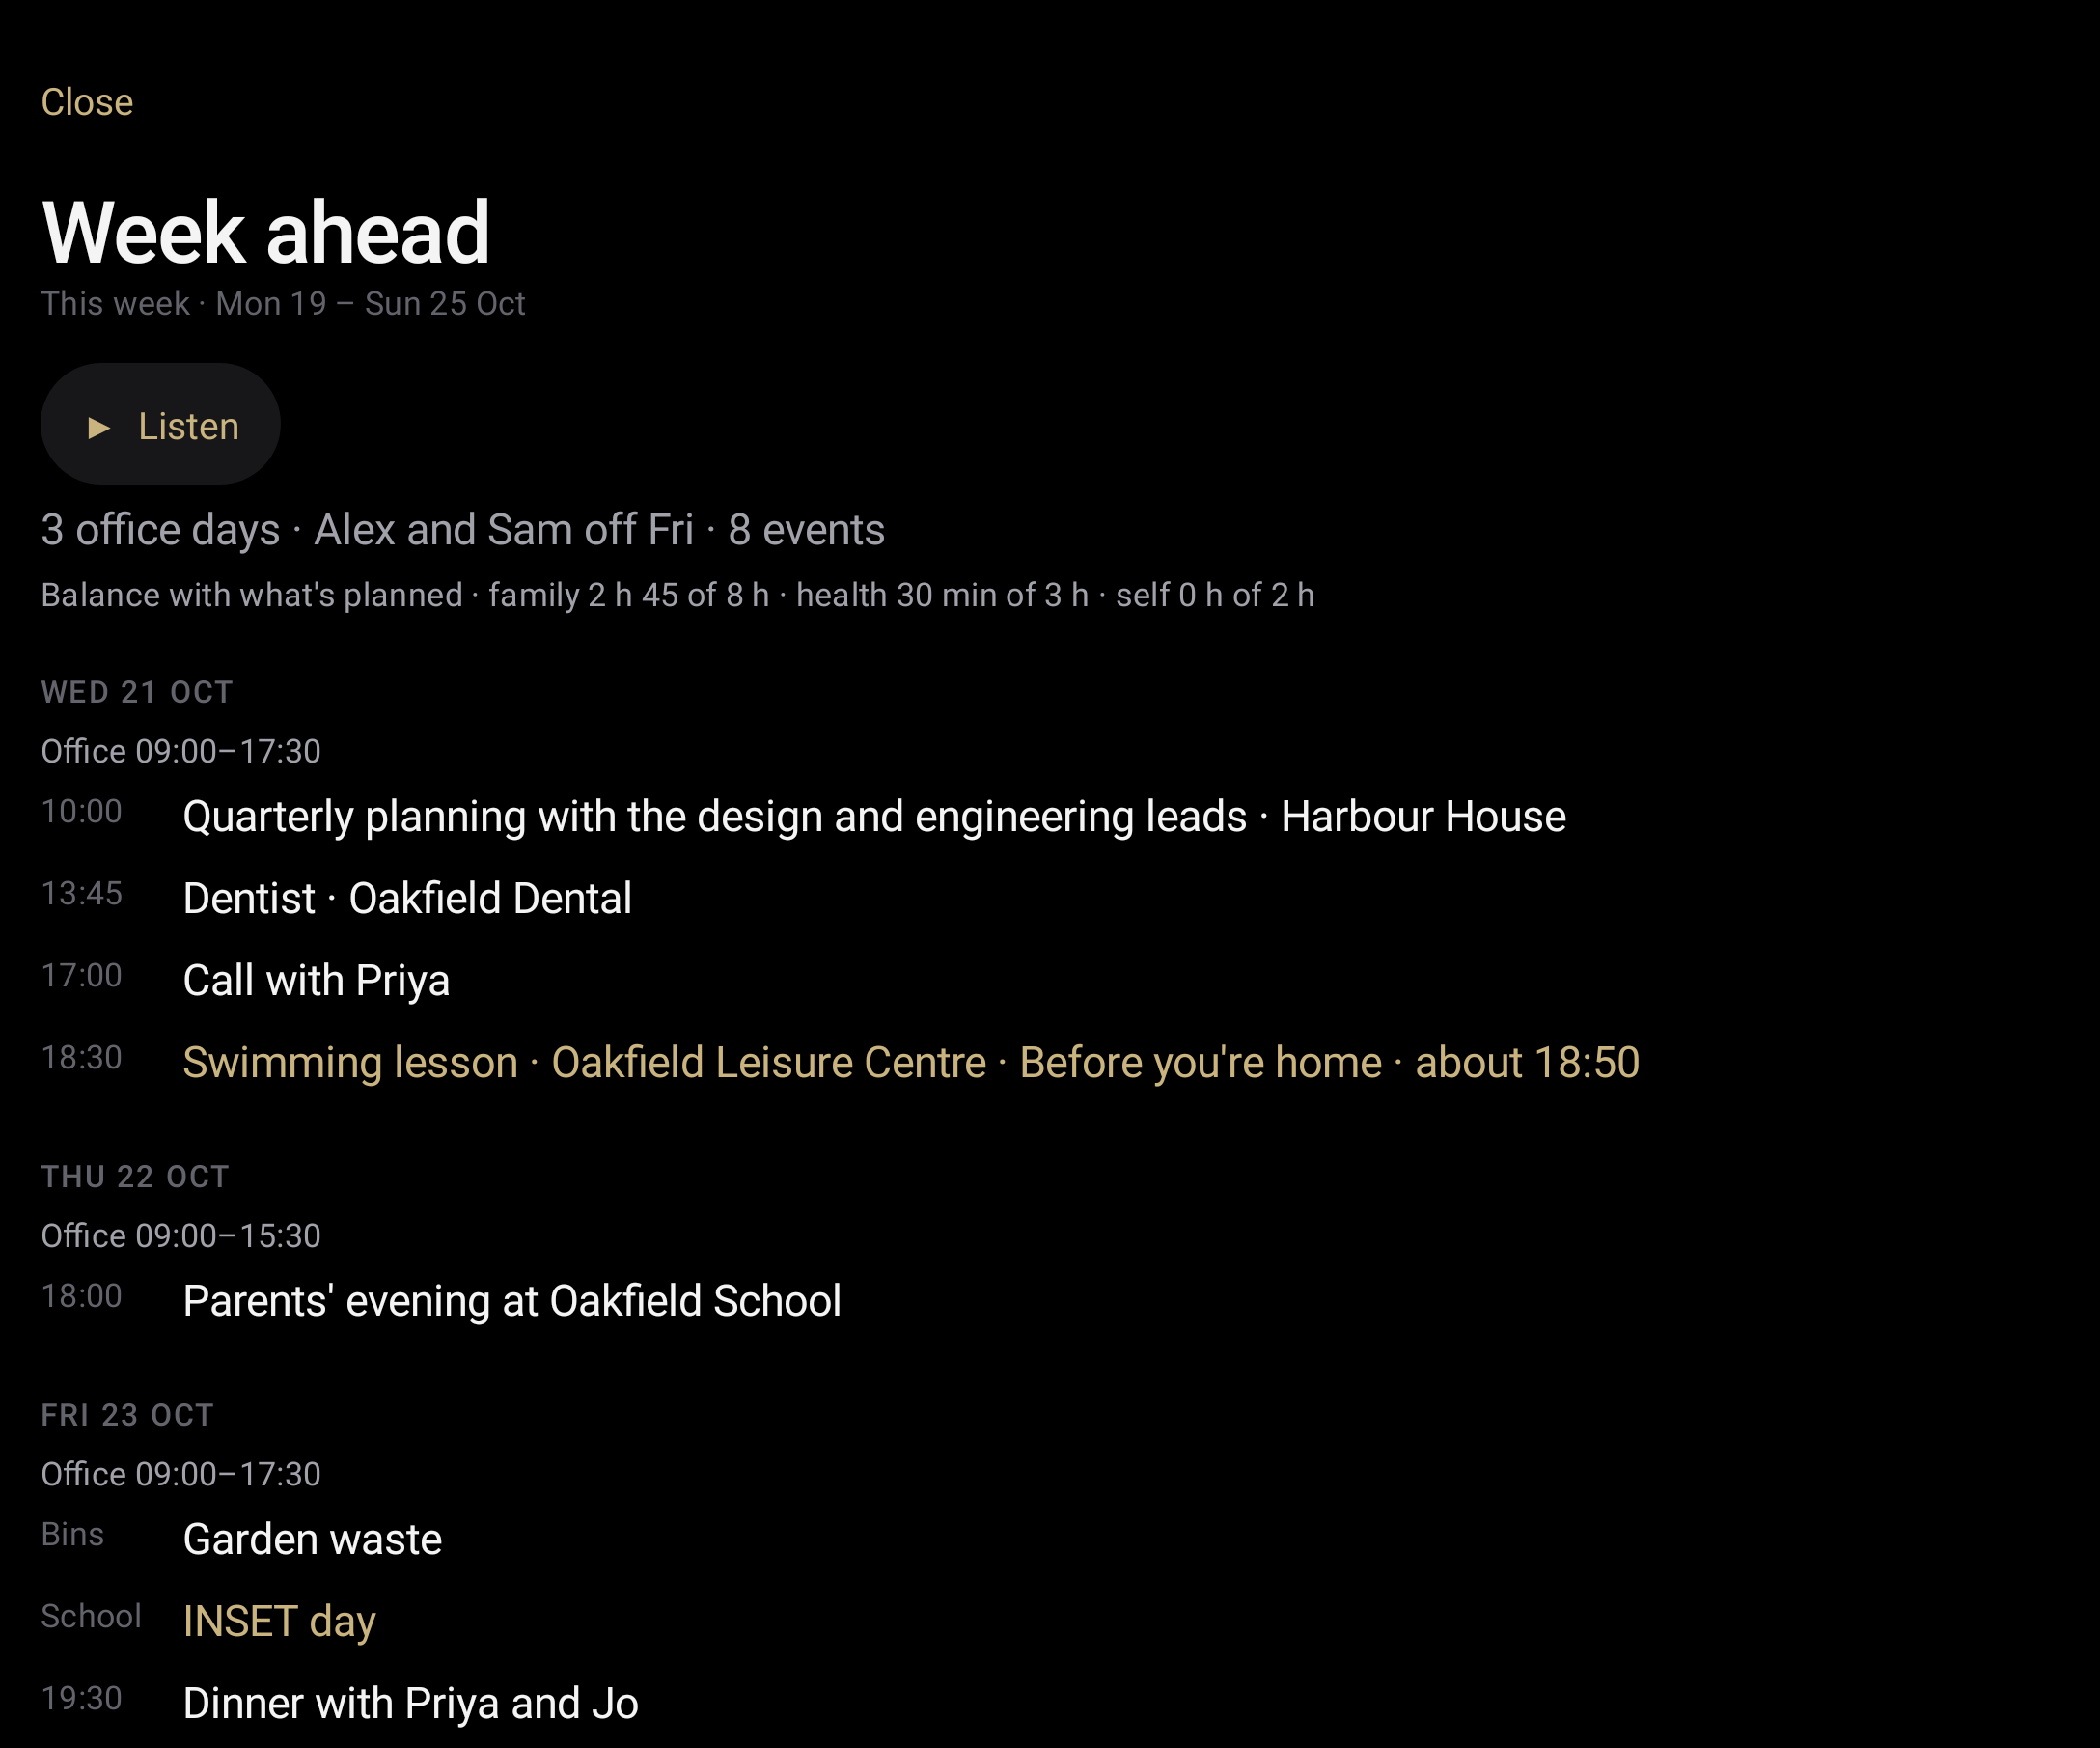 Close
Week ahead
This week · Mon 19 – Sun 25 Oct
► Listen
3 office days · Alex and Sam off Fri · 8 events
Balance with what's planned · family 2 h 45 of 8 h · health 30 min of 3 h · self 0 h of 2 h
WED 21 OCT
Office 09:00–17:30
10:00 Quarterly planning with the design and engineering leads · Harbour House
13:45 Dentist · Oakfield Dental
17:00 Call with Priya
18:30 Swimming lesson · Oakfield Leisure Centre · Before you're home · about 18:50
THU 22 OCT
Office 09:00–15:30
18:00 Parents' evening at Oakfield School
FRI 23 OCT
Office 09:00–17:30
Bins Garden waste
School INSET day
19:30 Dinner with Priya and Jo